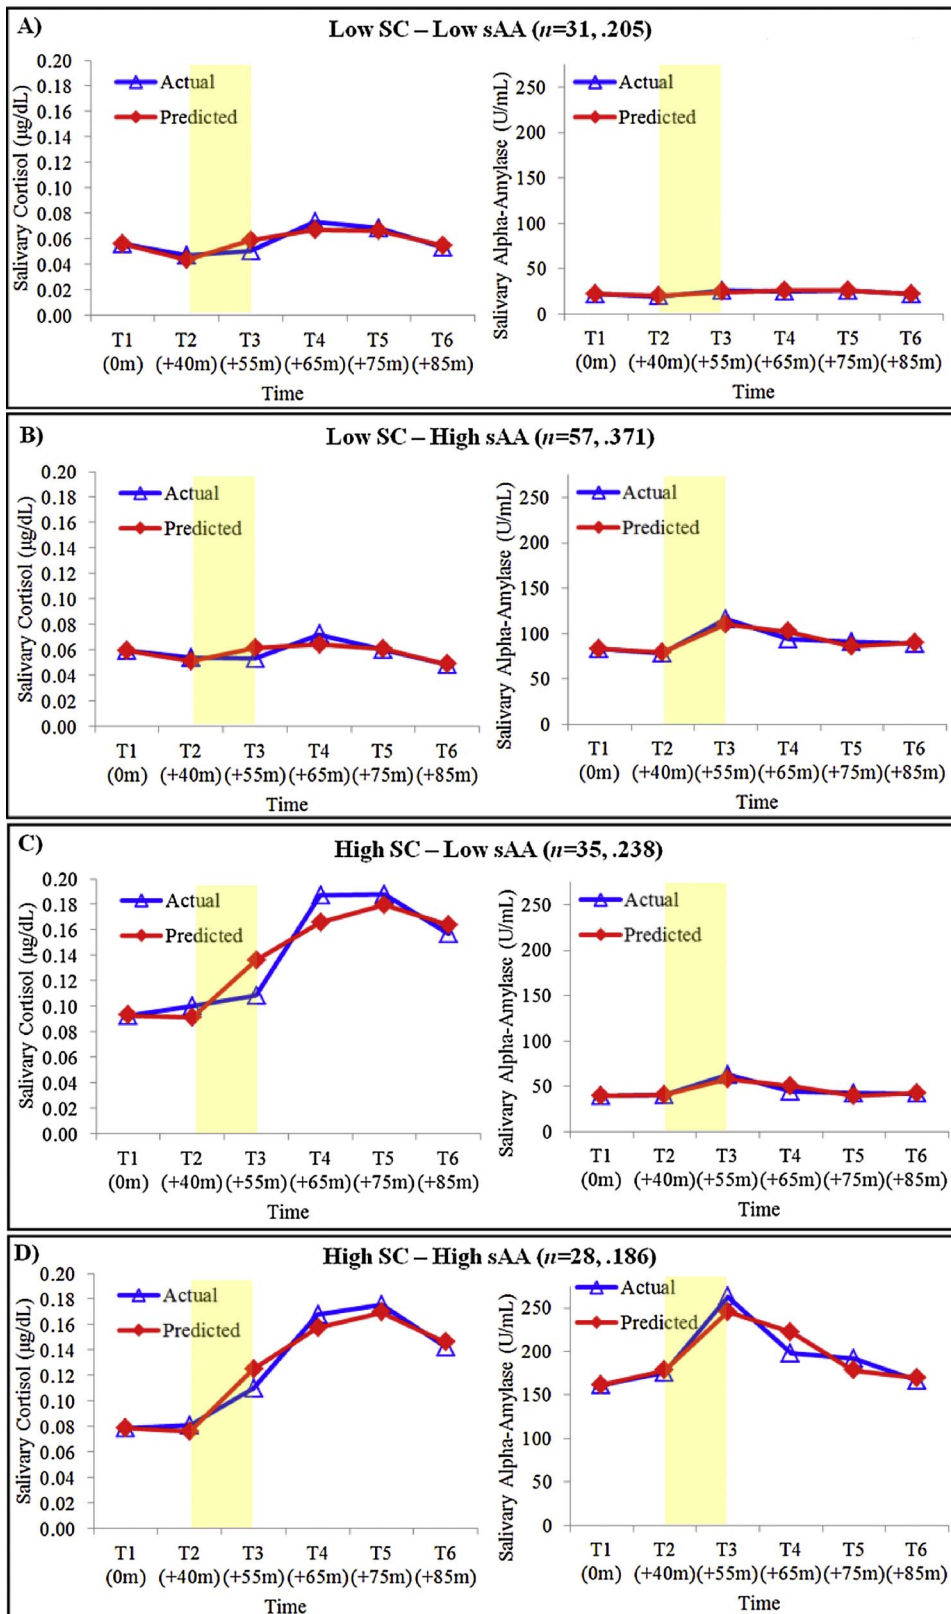 A)
Low SC – Low sAA (n=31, .205)
Salivary Cortisol (µg/dL)
0.20
0.18
0.16
0.14
0.12
0.10
0.08
0.06
0.04
0.02
0.00
Actual
Predicted
T1 T2 T3 T4 T5 T6
(0m) (+40m) (+55m) (+65m) (+75m) (+85m)
Time
Salivary Alpha-Amylase (U/mL)
250
200
150
100
50
0
Actual
Predicted
T1 T2 T3 T4 T5 T6
(0m) (+40m) (+55m) (+65m) (+75m) (+85m)
Time
B)
Low SC – High sAA (n=57, .371)
Salivary Cortisol (µg/dL)
0.20
0.18
0.16
0.14
0.12
0.10
0.08
0.06
0.04
0.02
0.00
Actual
Predicted
T1 T2 T3 T4 T5 T6
(0m) (+40m) (+55m) (+65m) (+75m) (+85m)
Time
Salivary Alpha-Amylase (U/mL)
250
200
150
100
50
0
Actual
Predicted
T1 T2 T3 T4 T5 T6
(0m) (+40m) (+55m) (+65m) (+75m) (+85m)
Time
C)
High SC – Low sAA (n=35, .238)
Salivary Cortisol (µg/dL)
0.20
0.18
0.16
0.14
0.12
0.10
0.08
0.06
0.04
0.02
0.00
Actual
Predicted
T1 T2 T3 T4 T5 T6
(0m) (+40m) (+55m) (+65m) (+75m) (+85m)
Time
Salivary Alpha-Amylase (U/mL)
250
200
150
100
50
0
Actual
Predicted
T1 T2 T3 T4 T5 T6
(0m) (+40m) (+55m) (+65m) (+75m) (+85m)
Time
D)
High SC – High sAA (n=28, .186)
Salivary Cortisol (µg/dL)
0.20
0.18
0.16
0.14
0.12
0.10
0.08
0.06
0.04
0.02
0.00
Actual
Predicted
T1 T2 T3 T4 T5 T6
(0m) (+40m) (+55m) (+65m) (+75m) (+85m)
Time
Salivary Alpha-Amylase (U/mL)
250
200
150
100
50
0
Actual
Predicted
T1 T2 T3 T4 T5 T6
(0m) (+40m) (+55m) (+65m) (+75m) (+85m)
Time